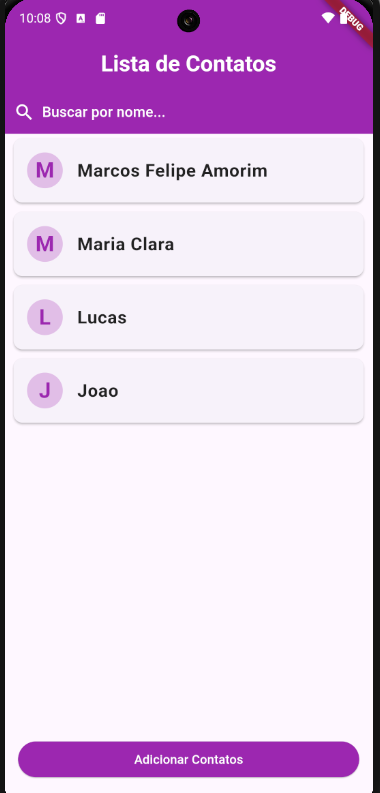 10:08
DEBUG
Lista de Contatos
Buscar por nome...
M Marcos Felipe Amorim
M Maria Clara
L Lucas
J Joao
Adicionar Contatos